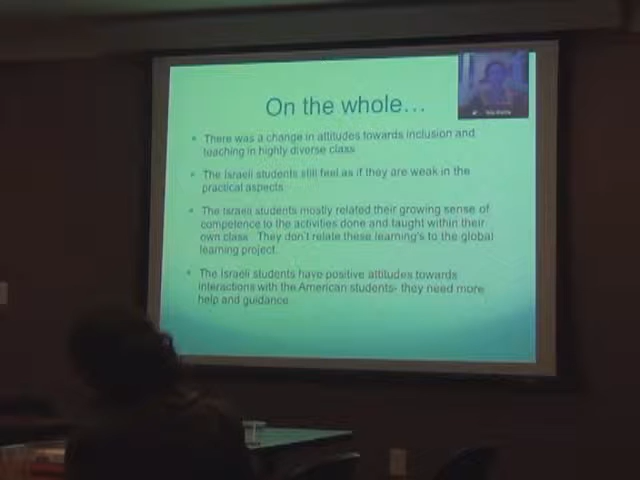 On the whole…
• There was a change in attitudes towards inclusion and
teaching in highly diverse class
• The Israeli students still feel as if they are weak in the
practical aspects
• The Israeli students mostly related their growing sense of
competence to the activities done and taught within their
own class. They don't relate these learning's to the global
learning project.
• The Israeli students have positive attitudes towards
interactions with the American students- they need more
help and guidance